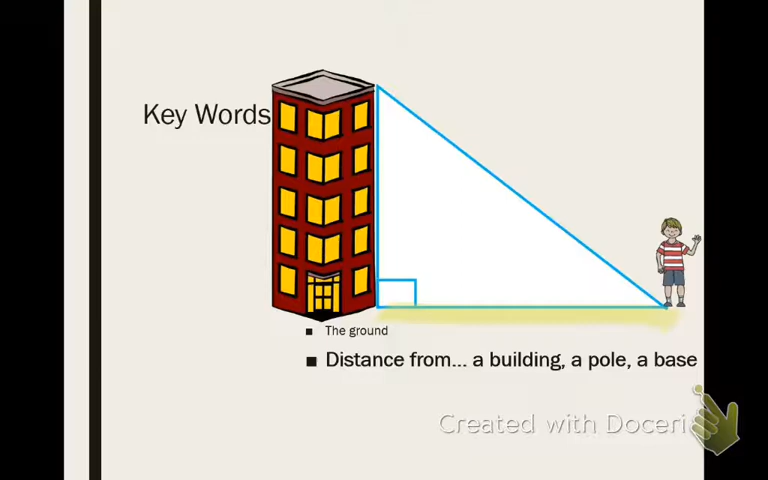 Key Words
The ground
Distance from... a building, a pole, a base
Created with Doceri